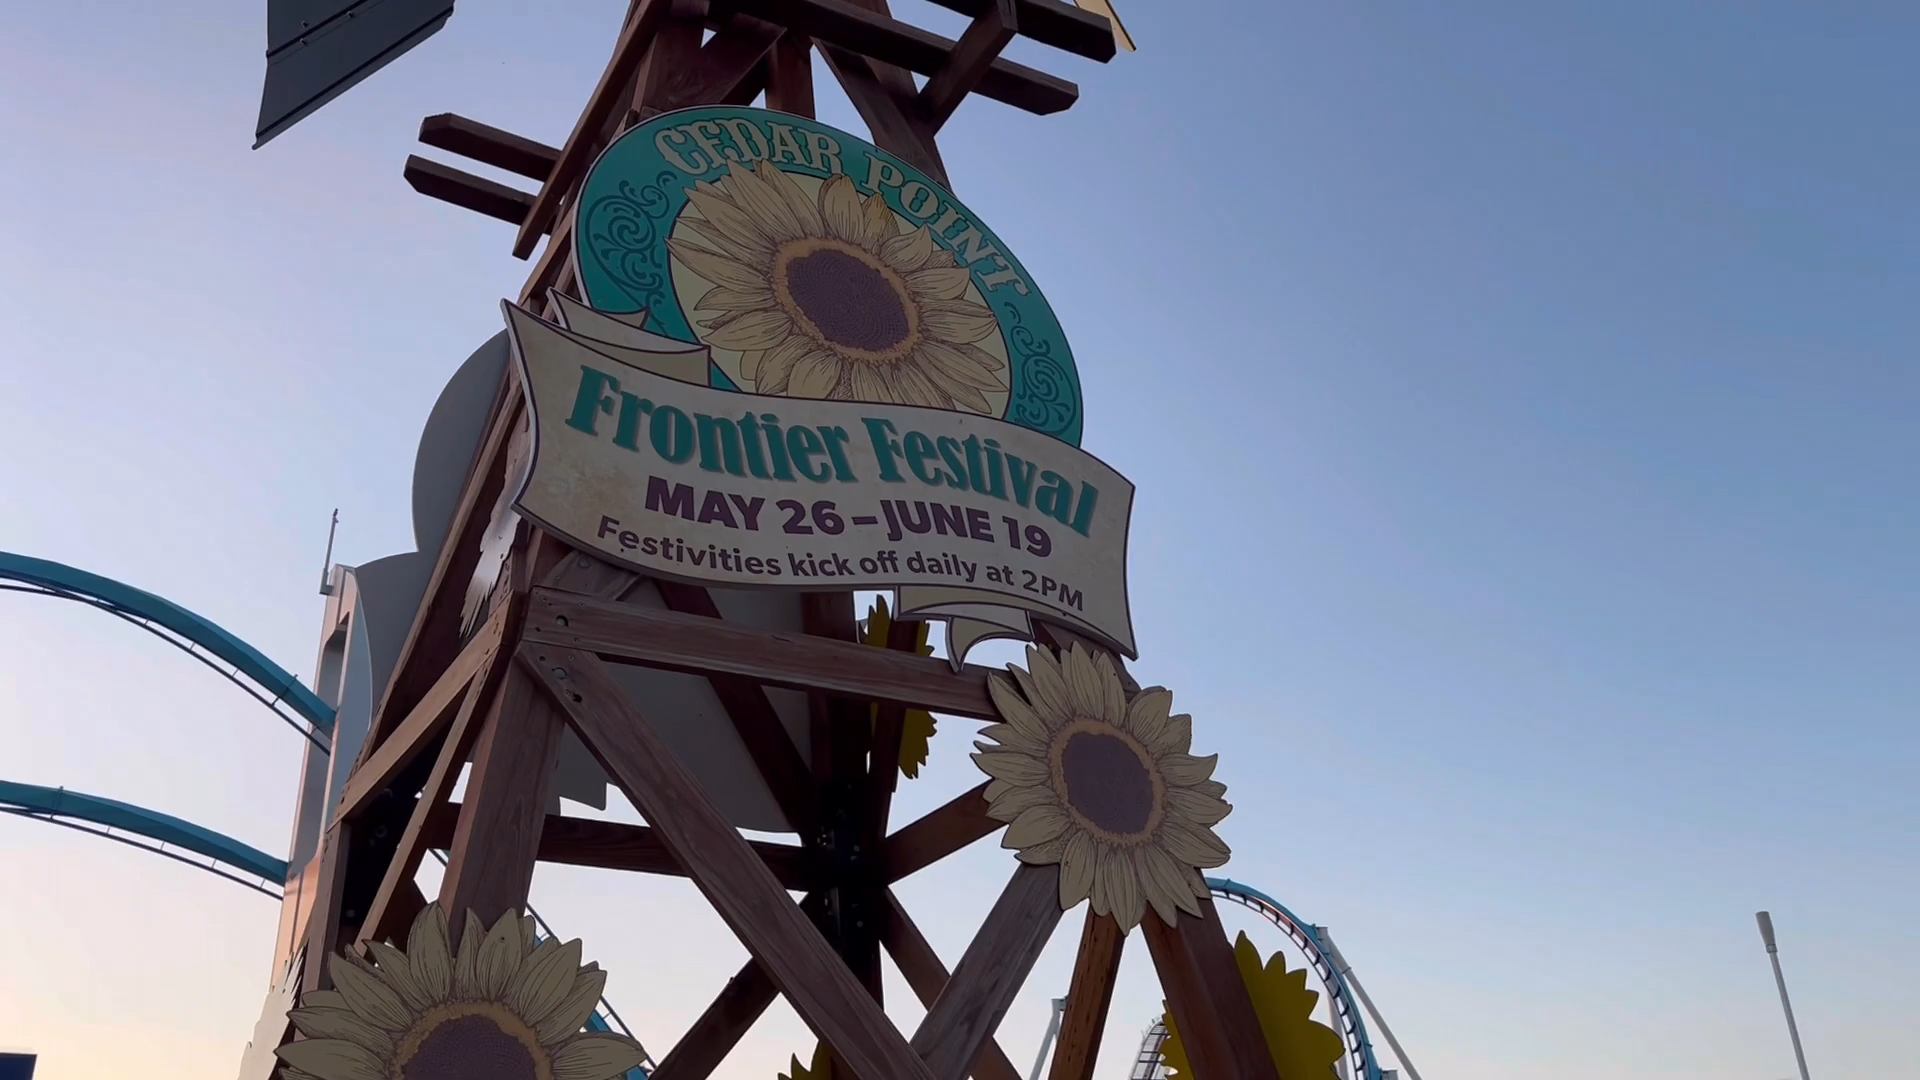 CEDAR POINT
Frontier Festival
MAY 26 – JUNE 19
Festivities kick off daily at 2PM